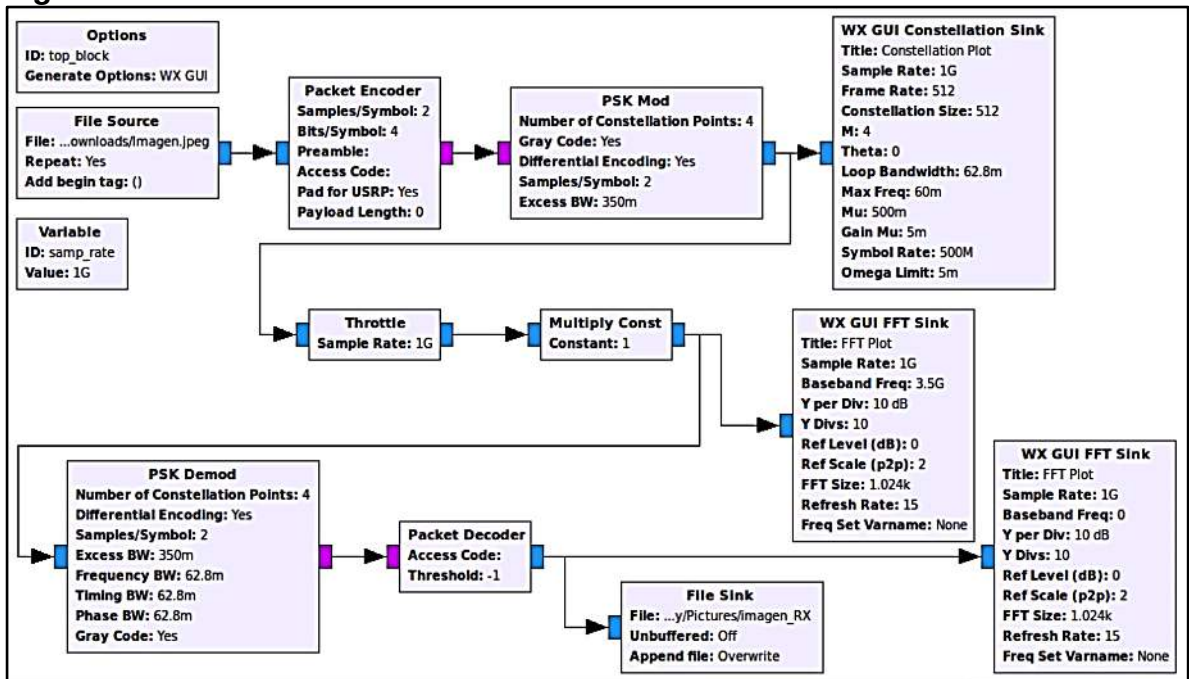 Options
ID: top_block
Generate Options: WX GUI
File Source
File: ...ownloads/Imagen.jpeg
Repeat: Yes
Add begin tag: ()
Variable
ID: samp_rate
Value: 1G
Packet Encoder
Samples/Symbol: 2
Bits/Symbol: 4
Preamble:
Access Code:
Pad for USRP: Yes
Payload Length: 0
PSK Mod
Number of Constellation Points: 4
Gray Code: Yes
Differential Encoding: Yes
Samples/Symbol: 2
Excess BW: 350m
WX GUI Constellation Sink
Title: Constellation Plot
Sample Rate: 1G
Frame Rate: 512
Constellation Size: 512
M: 4
Theta: 0
Loop Bandwidth: 62.8m
Max Freq: 60m
Mu: 500m
Gain Mu: 5m
Symbol Rate: 500M
Omega Limit: 5m
Throttle
Sample Rate: 1G
Multiply Const
Constant: 1
WX GUI FFT Sink
Title: FFT Plot
Sample Rate: 1G
Baseband Freq: 3.5G
Y per Div: 10 dB
Y Divs: 10
Ref Level (dB): 0
Ref Scale (p2p): 2
FFT Size: 1.024k
Refresh Rate: 15
Freq Set Varname: None
PSK Demod
Number of Constellation Points: 4
Differential Encoding: Yes
Samples/Symbol: 2
Excess BW: 350m
Frequency BW: 62.8m
Timing BW: 62.8m
Phase BW: 62.8m
Gray Code: Yes
Packet Decoder
Access Code:
Threshold: -1
File Sink
File: ...y/Pictures/imagen_RX
Unbuffered: Off
Append file: Overwrite
WX GUI FFT Sink
Title: FFT Plot
Sample Rate: 1G
Baseband Freq: 0
Y per Div: 10 dB
Y Divs: 10
Ref Level (dB): 0
Ref Scale (p2p): 2
FFT Size: 1.024k
Refresh Rate: 15
Freq Set Varname: None